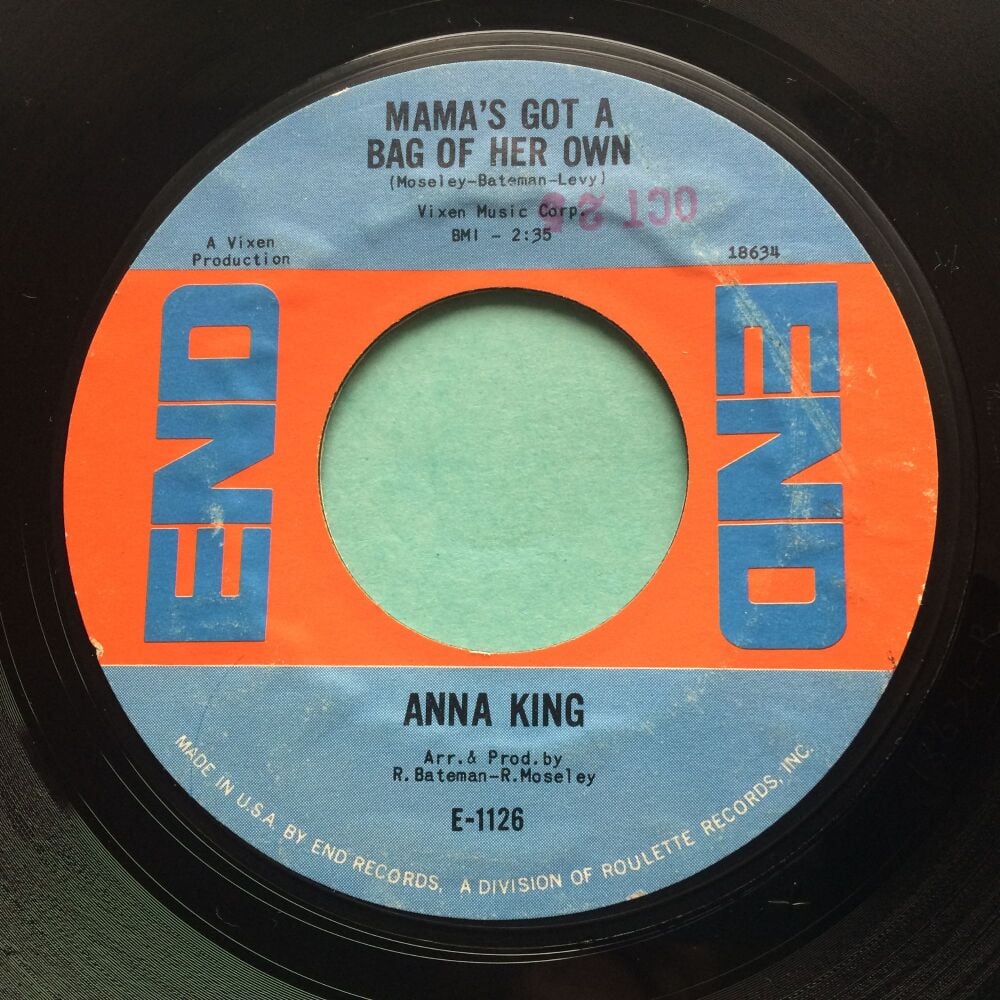 MAMA'S GOT A
BAG OF HER OWN
(Moseley-Bateman-Levy)
Vixen Music Corp.
OCT 25
BMI - 2:35
A Vixen
Production
18634
END
END
ANNA KING
Arr.& Prod.by
R.Bateman-R.Moseley
E-1126
MADE IN U.S.A. BY END RECORDS, A DIVISION OF ROULETTE RECORDS, INC.